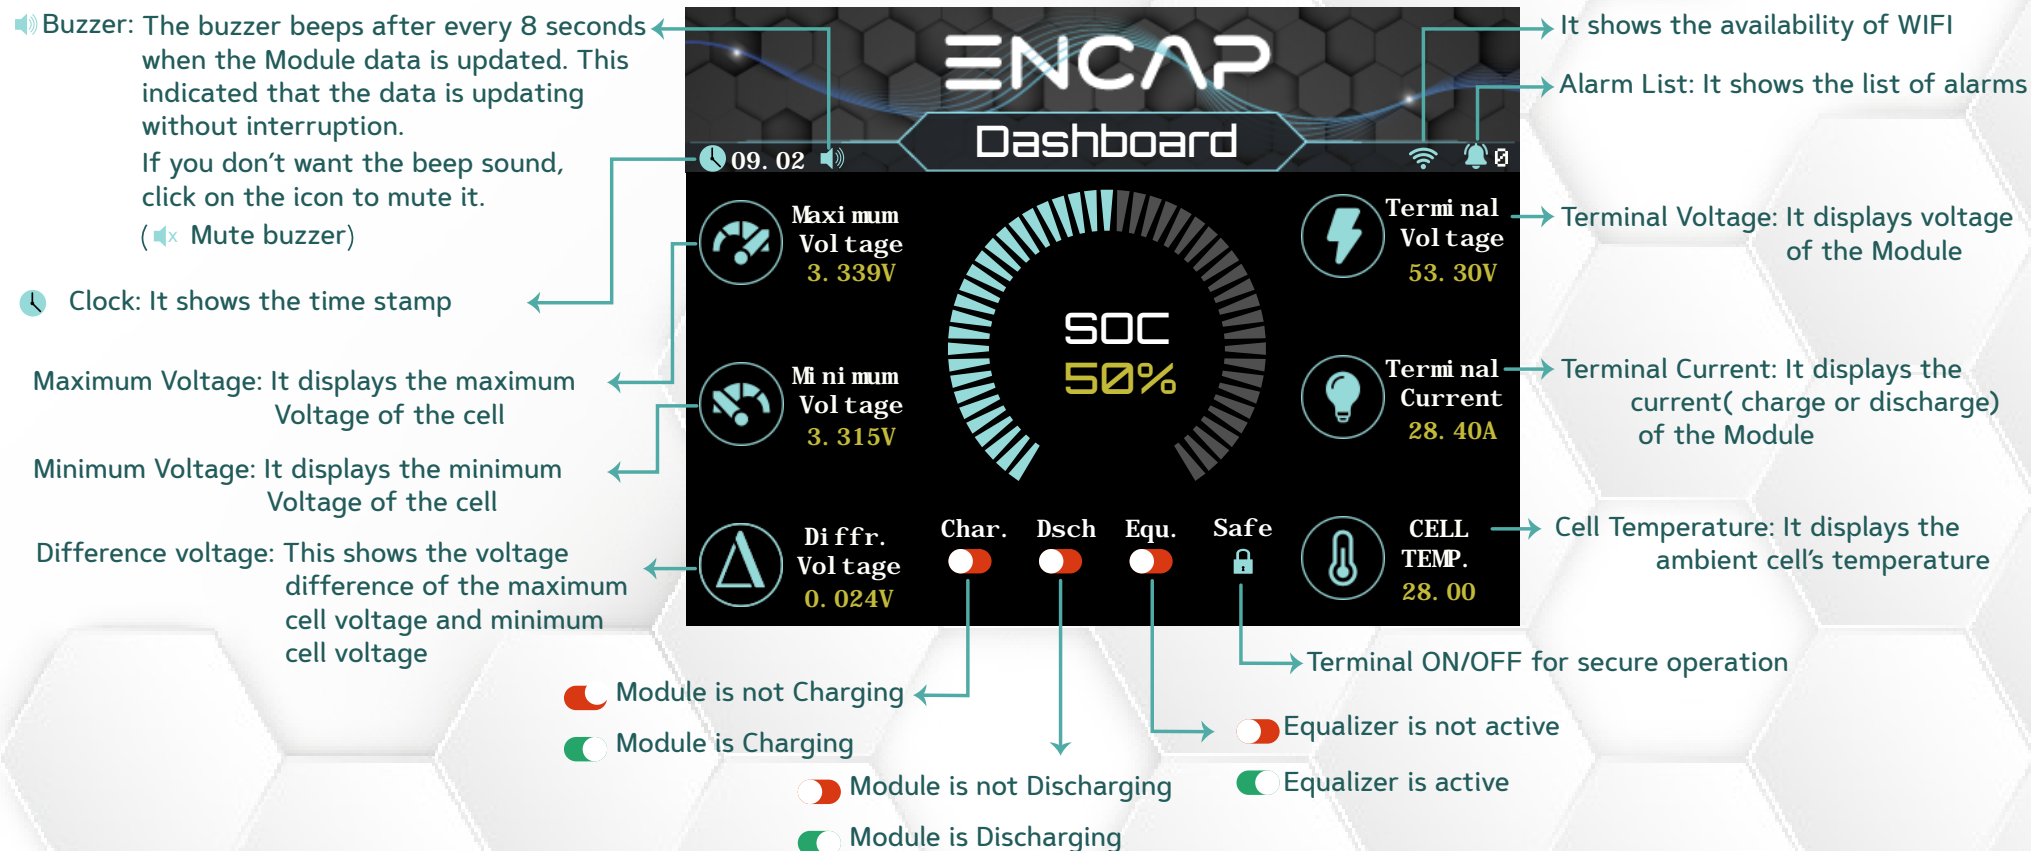 Buzzer: The buzzer beeps after every 8 seconds
when the Module data is updated. This
indicated that the data is updating
without interruption.
If you don't want the beep sound,
click on the icon to mute it.
( Mute buzzer)
Clock: It shows the time stamp
Maximum Voltage: It displays the maximum
Voltage of the cell
Minimum Voltage: It displays the minimum
Voltage of the cell
Difference voltage: This shows the voltage
difference of the maximum
cell voltage and minimum
cell voltage
ENCAP
Dashboard
09.02
0
Maximum
Voltage
3.339V
Minimum
Voltage
3.315V
Diffr.
Voltage
0.024V
SOC
50%
Char. Dsch Equ. Safe
Terminal
Voltage
53.30V
Terminal
Current
28.40A
CELL
TEMP.
28.00
It shows the availability of WIFI
Alarm List: It shows the list of alarms
Terminal Voltage: It displays voltage
of the Module
Terminal Current: It displays the
current( charge or discharge)
of the Module
Cell Temperature: It displays the
ambient cell's temperature
Terminal ON/OFF for secure operation
Module is not Charging
Module is Charging
Module is not Discharging
Module is Discharging
Equalizer is not active
Equalizer is active